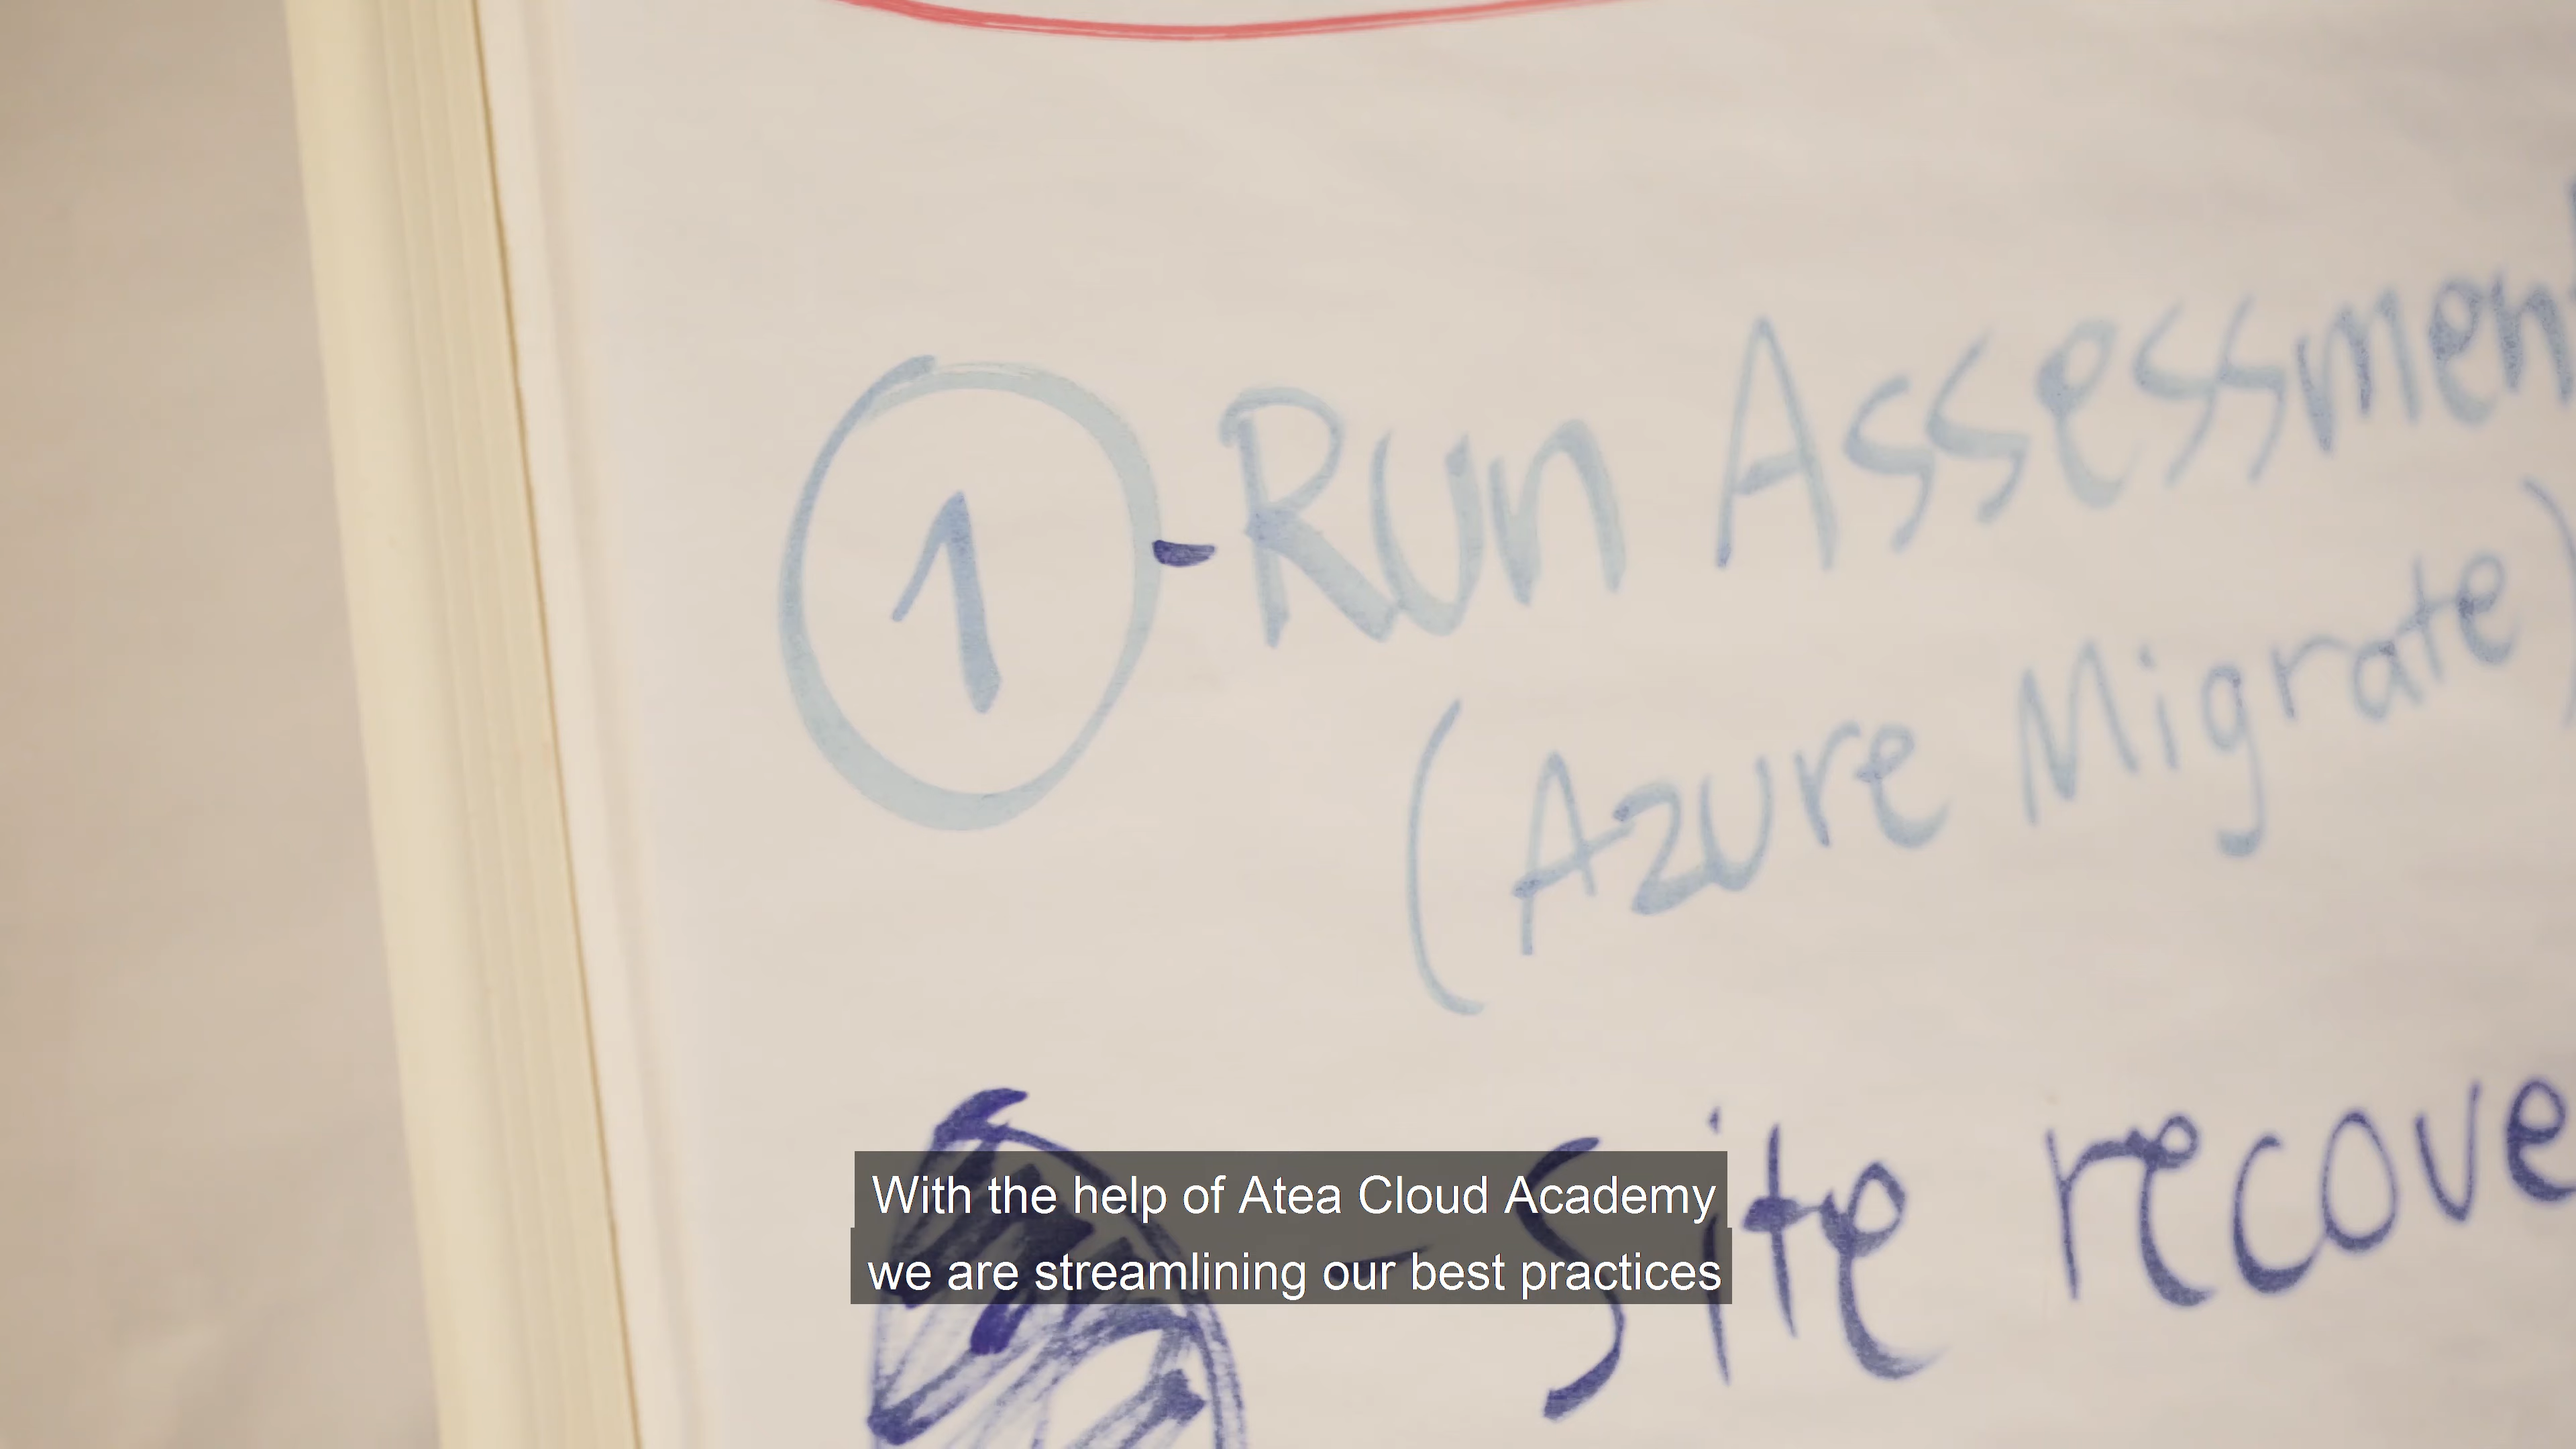 1 - Run Assessment
(Azure Migrate)
- Site recove
With the help of Atea Cloud Academy
we are streamlining our best practices